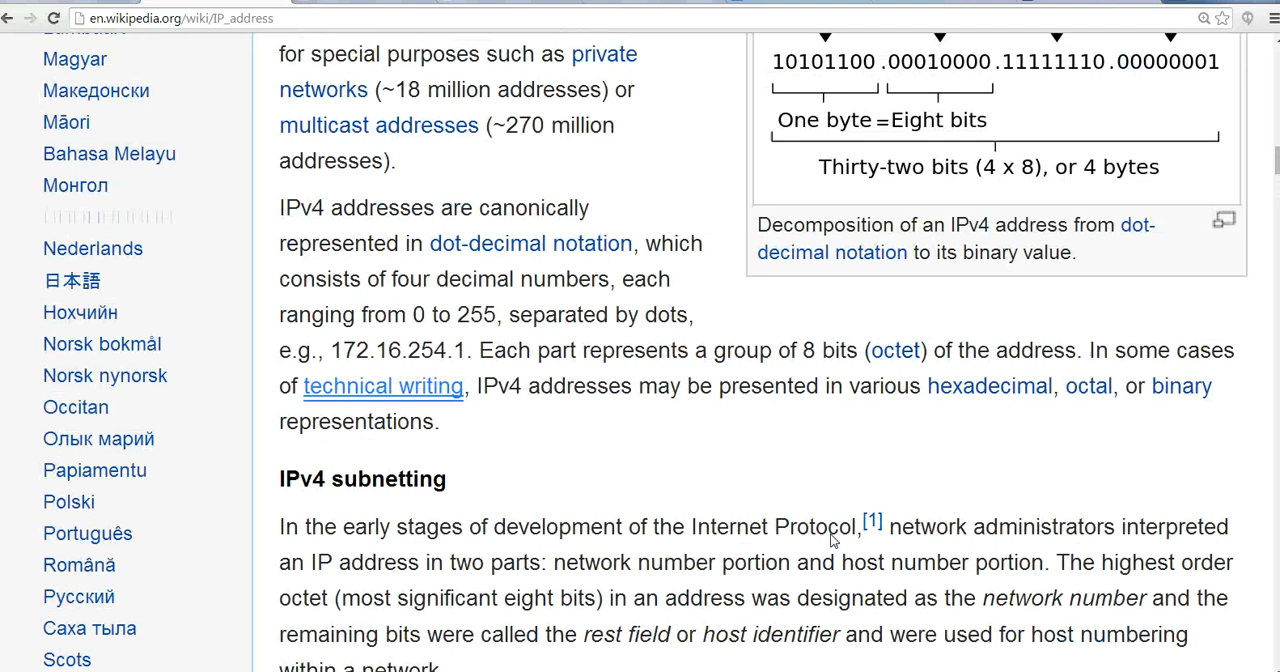 en.wikipedia.org/wiki/IP_address
Magyar
Македонски
Māori
Bahasa Melayu
Монгол
Nederlands
日本語
Нохчийн
Norsk bokmål
Norsk nynorsk
Occitan
Олык марий
Papiamentu
Polski
Português
Română
Русский
Саха тыла
Scots
for special purposes such as private
networks (~18 million addresses) or
multicast addresses (~270 million
addresses).
IPv4 addresses are canonically
represented in dot-decimal notation, which
consists of four decimal numbers, each
ranging from 0 to 255, separated by dots,
e.g., 172.16.254.1. Each part represents a group of 8 bits (octet) of the address. In some cases
of technical writing, IPv4 addresses may be presented in various hexadecimal, octal, or binary
representations.
10101100.00010000.11111110.00000001
One byte=Eight bits
Thirty-two bits (4 x 8), or 4 bytes
Decomposition of an IPv4 address from dot-
decimal notation to its binary value.
IPv4 subnetting
In the early stages of development of the Internet Protocol,[1] network administrators interpreted
an IP address in two parts: network number portion and host number portion. The highest order
octet (most significant eight bits) in an address was designated as the network number and the
remaining bits were called the rest field or host identifier and were used for host numbering
within a network.